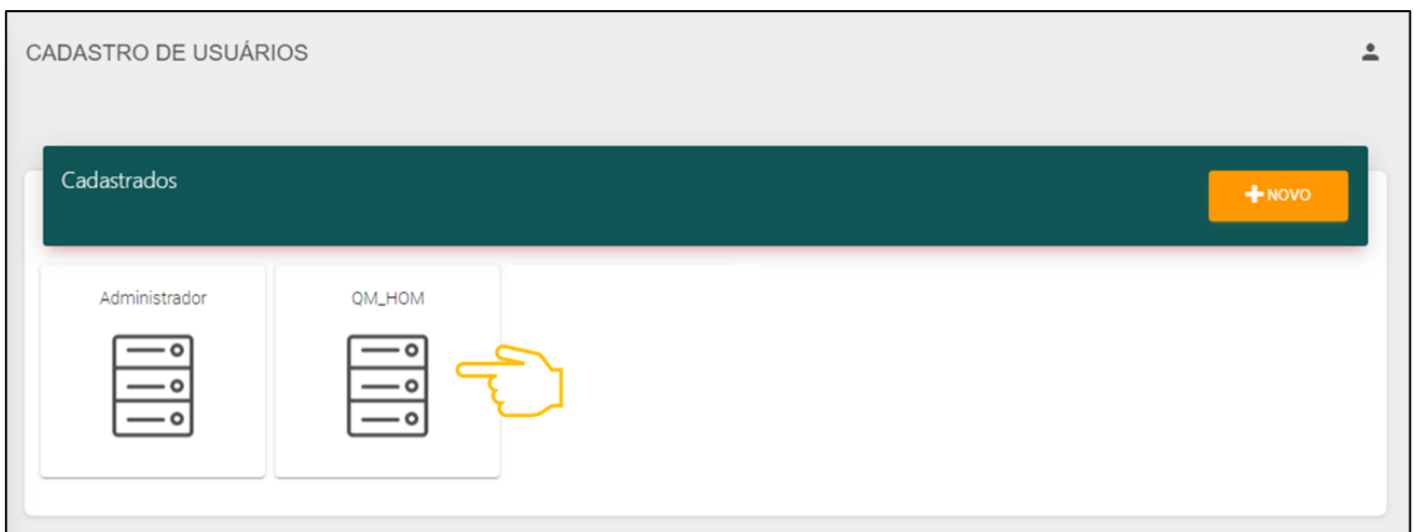 CADASTRO DE USUÁRIOS
Cadastrados
NOVO
Administrador
QM_HOM